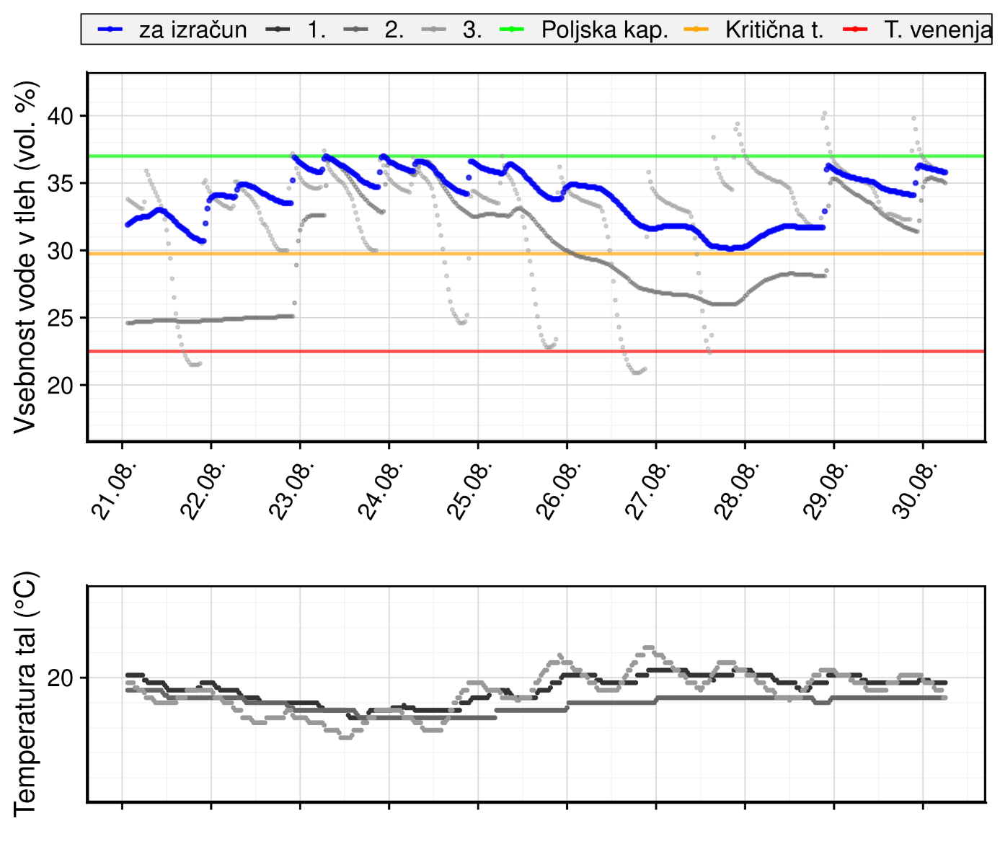 za izračun 1. 2. 3. Poljska kap. Kritična t. T. venenja
Vsebnost vode v tleh (vol. %)
40
35
30
25
20
21.08. 22.08. 23.08. 24.08. 25.08. 26.08. 27.08. 28.08. 29.08. 30.08.
Temperatura tal (°C)
20